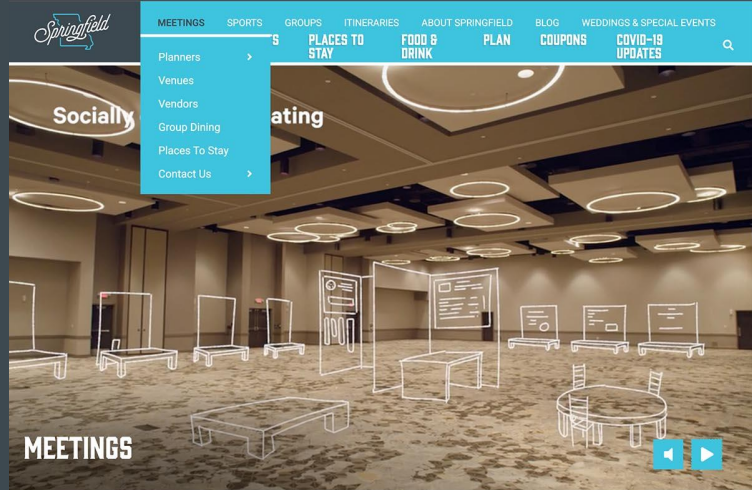 Springfield
MEETINGS SPORTS GROUPS ITINERARIES ABOUT SPRINGFIELD BLOG WEDDINGS & SPECIAL EVENTS
S PLACES TO STAY FOOD & DRINK PLAN COUPONS COVID-19 UPDATES
Planners
Venues
Vendors
Group Dining
Places To Stay
Contact Us
Socially ating
MEETINGS